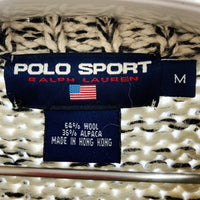 POLO SPORT
RALPH LAUREN
M
64% WOOL
36% ALPACA
MADE IN HONG KONG